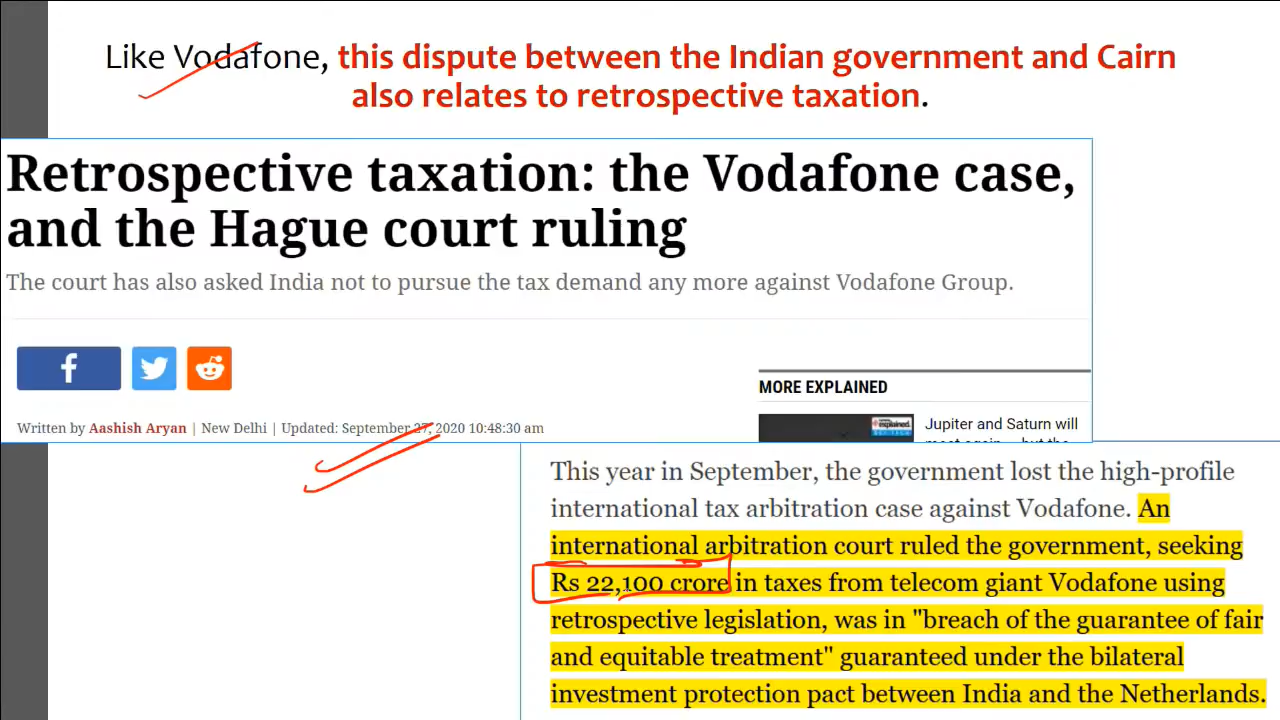 Like Vodafone, this dispute between the Indian government and Cairn
also relates to retrospective taxation.
Retrospective taxation: the Vodafone case,
and the Hague court ruling
The court has also asked India not to pursue the tax demand any more against Vodafone Group.
MORE EXPLAINED
Written by Aashish Aryan | New Delhi | Updated: September 27, 2020 10:48:30 am
explained
Jupiter and Saturn will
This year in September, the government lost the high-profile
international tax arbitration case against Vodafone. An
international arbitration court ruled the government, seeking
Rs 22,100 crore in taxes from telecom giant Vodafone using
retrospective legislation, was in "breach of the guarantee of fair
and equitable treatment" guaranteed under the bilateral
investment protection pact between India and the Netherlands.